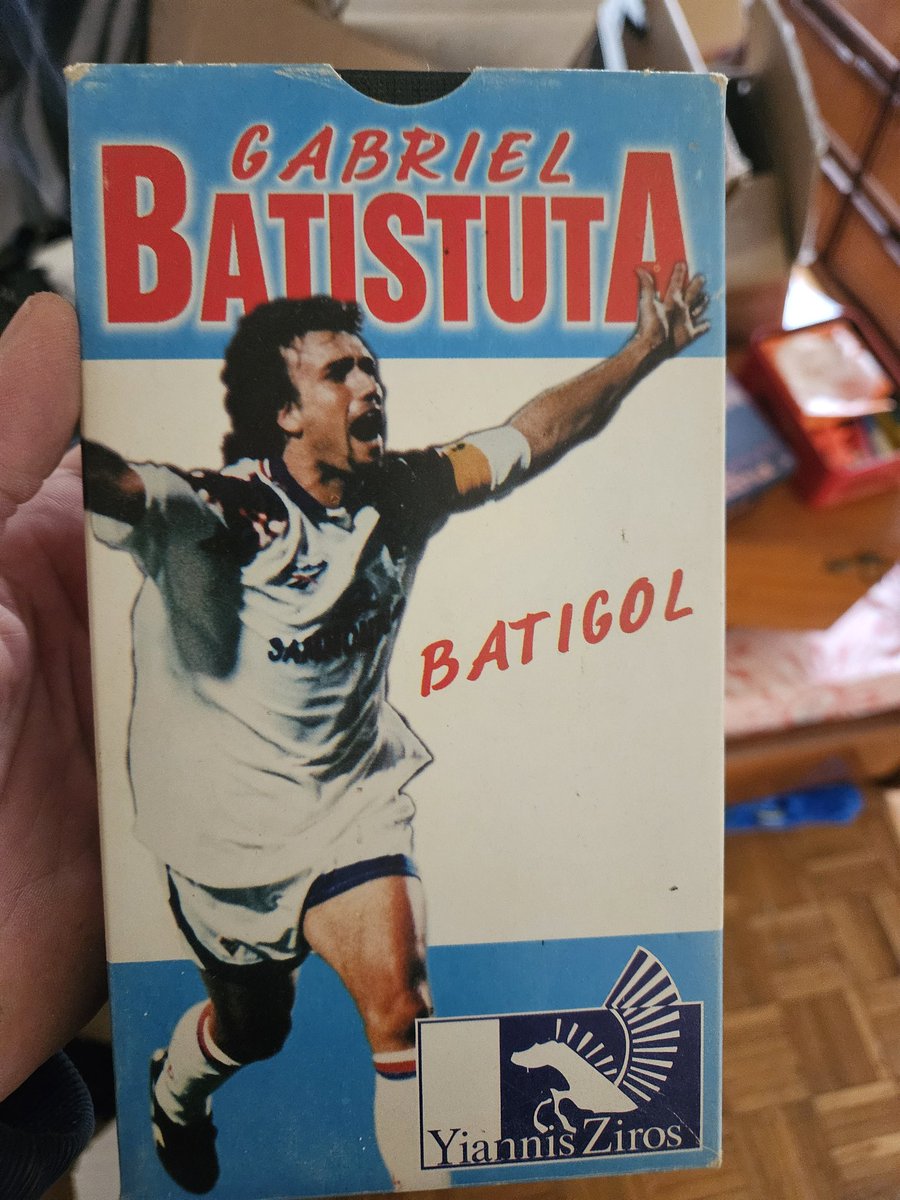 GABRIEL
BATISTUTA
BATIGOL
Yiannis Ziros